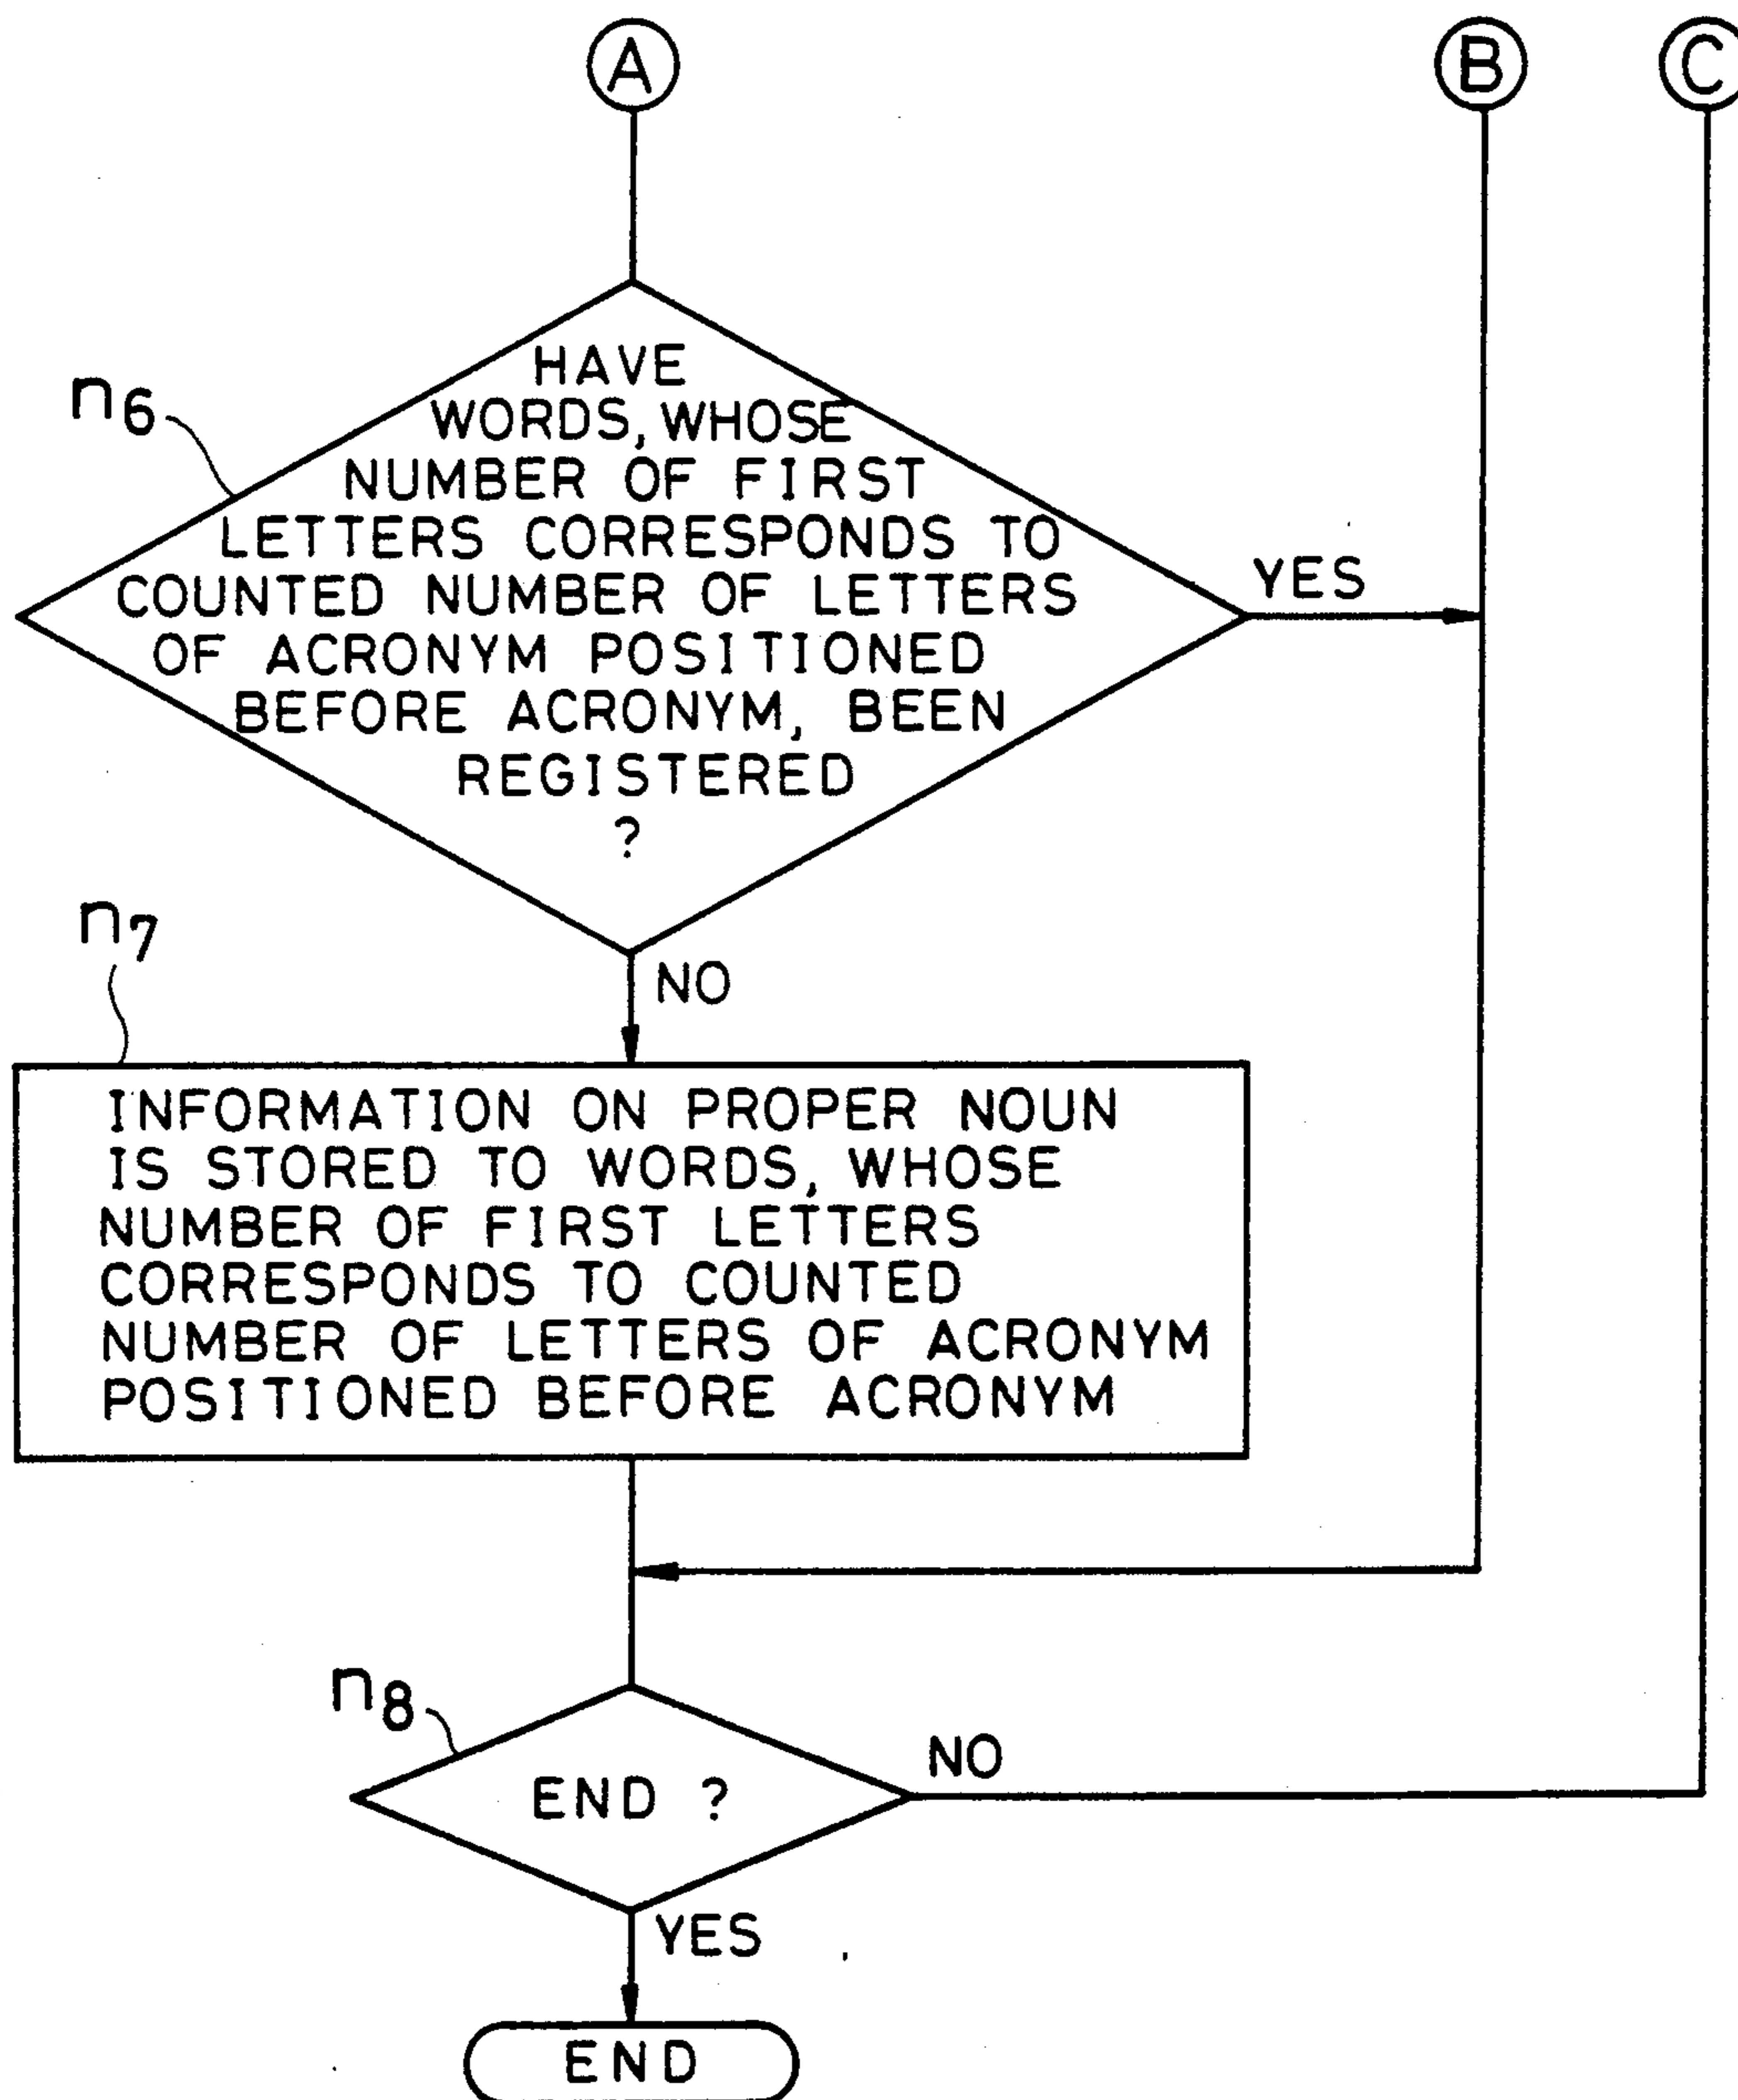 A
B
C
n6
HAVE
WORDS, WHOSE
NUMBER OF FIRST
LETTERS CORRESPONDS TO
COUNTED NUMBER OF LETTERS
OF ACRONYM POSITIONED
BEFORE ACRONYM, BEEN
REGISTERED
?
YES
NO
n7
INFORMATION ON PROPER NOUN
IS STORED TO WORDS, WHOSE
NUMBER OF FIRST LETTERS
CORRESPONDS TO COUNTED
NUMBER OF LETTERS OF ACRONYM
POSITIONED BEFORE ACRONYM
n8
END ?
NO
YES
END